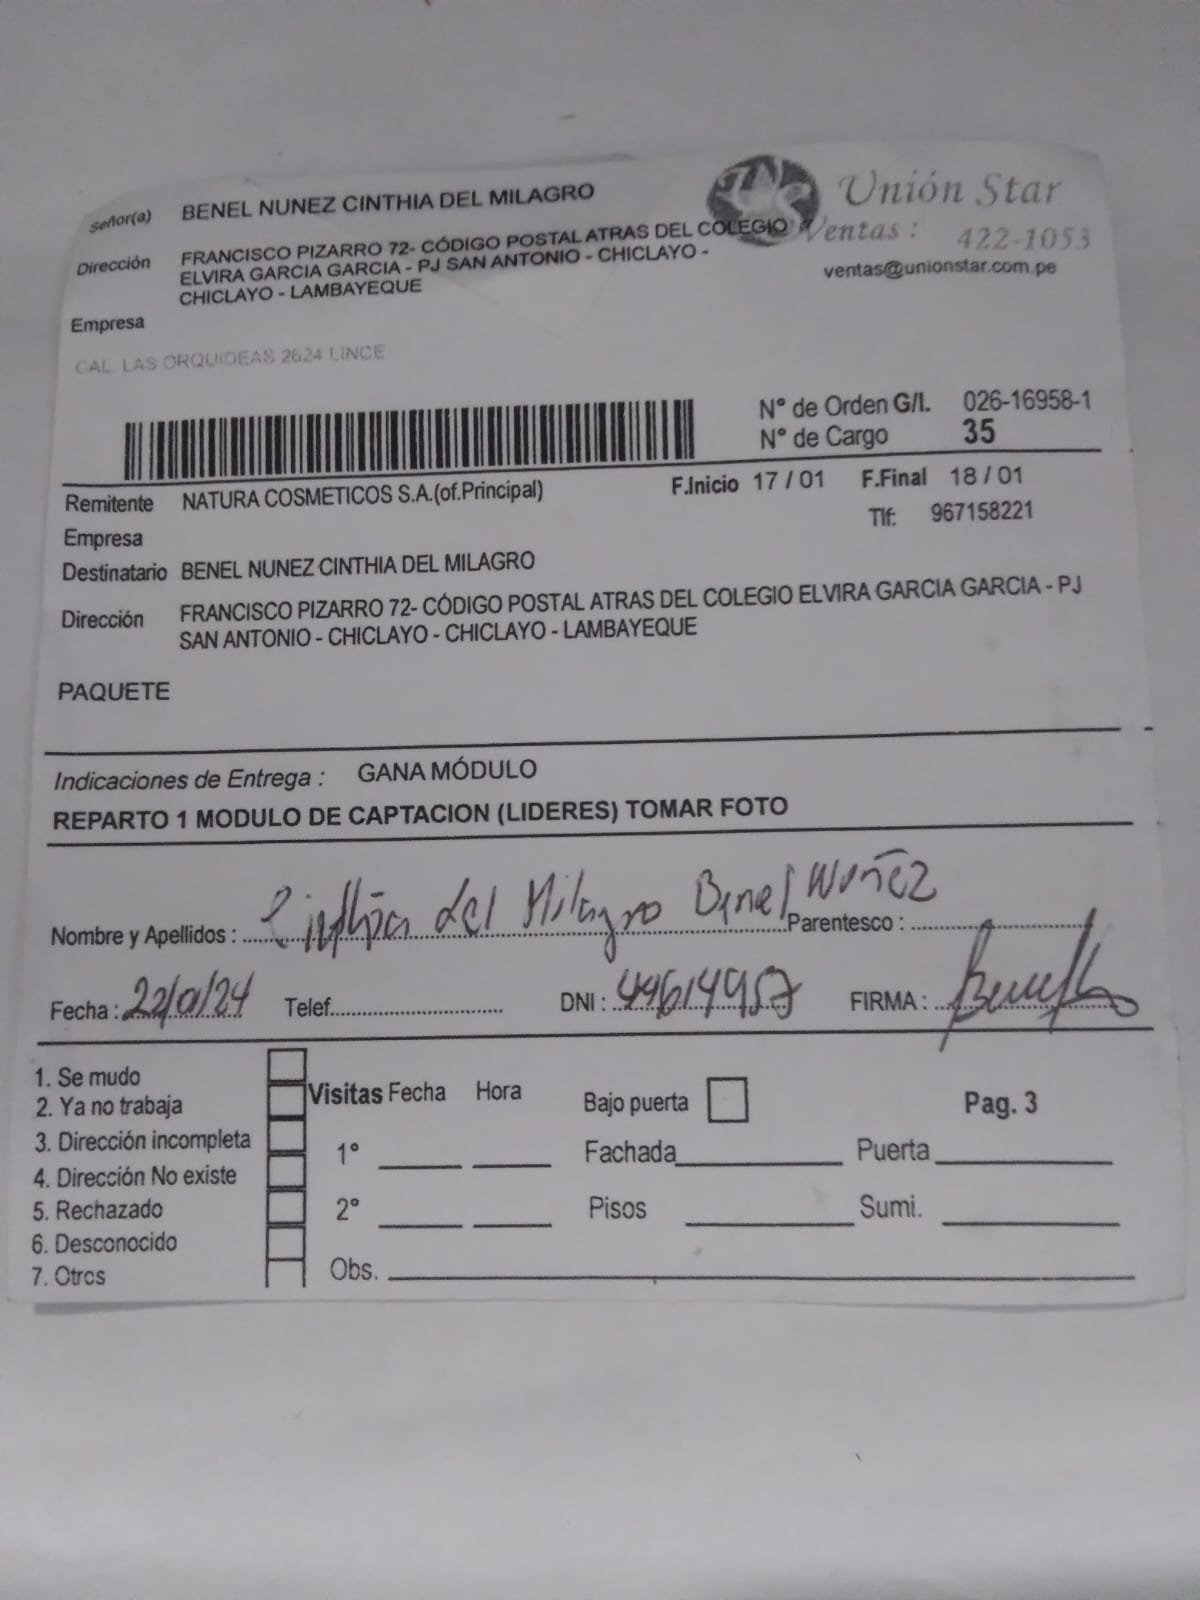 Señor(a) BENEL NUNEZ CINTHIA DEL MILAGRO
Unión Star
Ventas : 422-1053
ventas@unionstar.com.pe
Dirección FRANCISCO PIZARRO 72- CÓDIGO POSTAL ATRAS DEL COLEGIO
ELVIRA GARCIA GARCIA - PJ SAN ANTONIO - CHICLAYO -
CHICLAYO - LAMBAYEQUE
Empresa
CAL. LAS ORQUIDEAS 2624 LINCE
N° de Orden G/I. 026-16958-1
N° de Cargo 35
Remitente NATURA COSMETICOS S.A.(of.Principal) F.Inicio 17 / 01 F.Final 18 / 01
Empresa Tlf: 967158221
Destinatario BENEL NUNEZ CINTHIA DEL MILAGRO
Dirección FRANCISCO PIZARRO 72- CÓDIGO POSTAL ATRAS DEL COLEGIO ELVIRA GARCIA GARCIA - PJ
SAN ANTONIO - CHICLAYO - CHICLAYO - LAMBAYEQUE
PAQUETE
Indicaciones de Entrega : GANA MÓDULO
REPARTO 1 MODULO DE CAPTACION (LIDERES) TOMAR FOTO
Nombre y Apellidos : Cinthia del Milagro Benel Nuñez Parentesco :
Fecha : 22/01/24 Telef. DNI : 44614957 FIRMA :
1. Se mudo
2. Ya no trabaja
3. Dirección incompleta
4. Dirección No existe
5. Rechazado
6. Desconocido
7. Otros
Visitas Fecha Hora
1°
2°
Obs.
Bajo puerta Pag. 3
Fachada Puerta
Pisos Sumi.